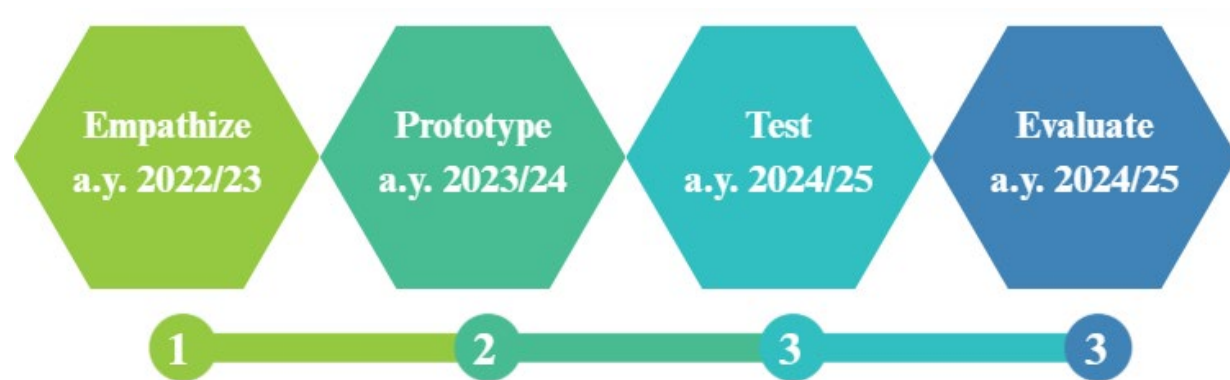 Empathize
a.y. 2022/23
Prototype
a.y. 2023/24
Test
a.y. 2024/25
Evaluate
a.y. 2024/25
1
2
3
3